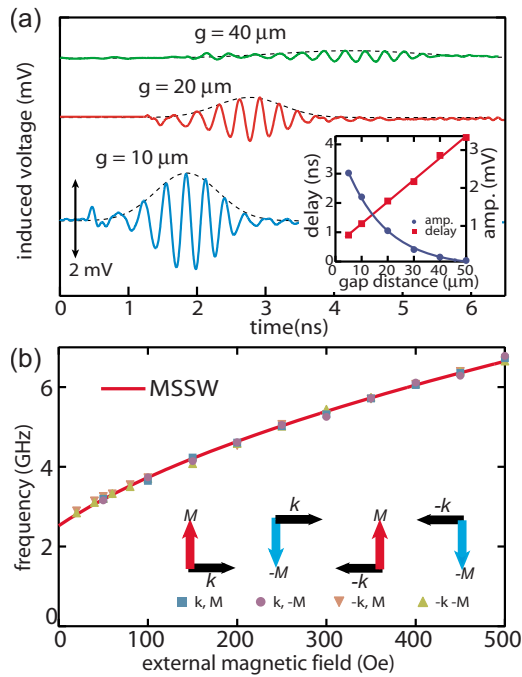 (a)
g = 40 μm
g = 20 μm
g = 10 μm
2 mV
induced voltage (mV)
0 1 2 3 4 5 6
time(ns)
4
3
2
1
0
delay (ns)
3
2
1
amp. (mV)
amp.
delay
0 10 20 30 40 50
gap distance (μm)
(b)
MSSW
6
4
2
0
frequency (GHz)
M k
k -M
M -k
-k -M
k, M k, -M -k, M -k -M
0 100 200 300 400 500
external magnetic field (Oe)